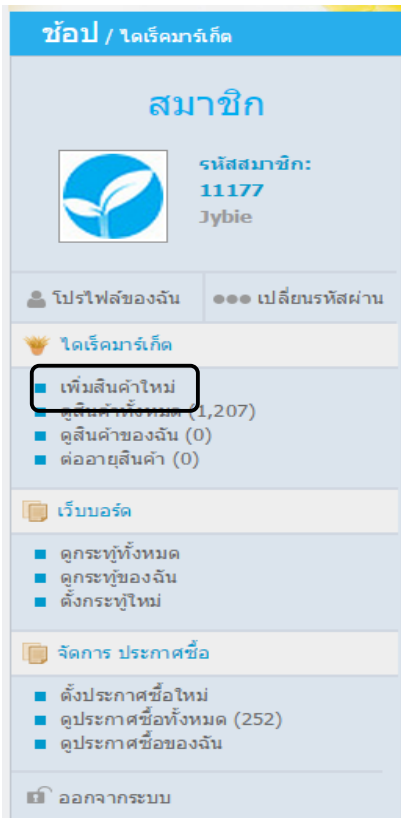 ช้อป / ไดเร็คมาร์เก็ต
สมาชิก
รหัสสมาชิก:
11177
Jybie
โปรไฟล์ของฉัน
เปลี่ยนรหัสผ่าน
ไดเร็คมาร์เก็ต
เพิ่มสินค้าใหม่
ดูสินค้าทั้งหมด (1,207)
ดูสินค้าของฉัน (0)
ต่ออายุสินค้า (0)
เว็บบอร์ด
ดูกระทู้ทั้งหมด
ดูกระทู้ของฉัน
ตั้งกระทู้ใหม่
จัดการ ประกาศซื้อ
ตั้งประกาศซื้อใหม่
ดูประกาศซื้อทั้งหมด (252)
ดูประกาศซื้อของฉัน
ออกจากระบบ